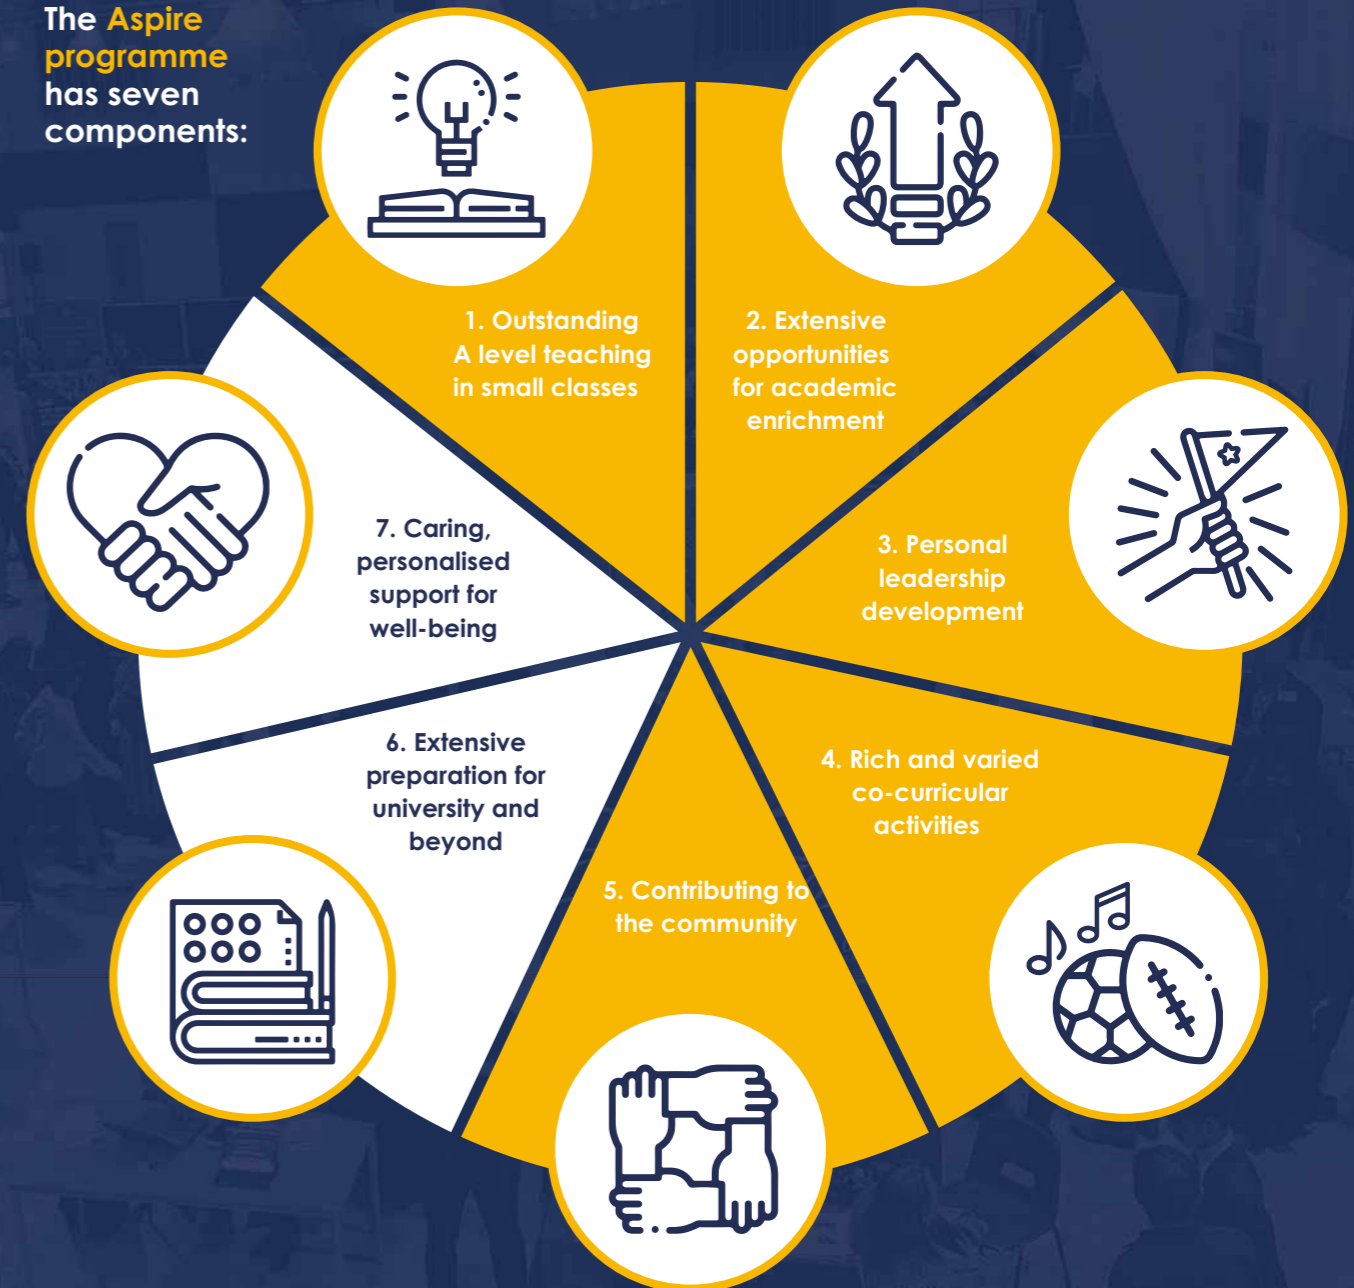 The Aspire
programme
has seven
components:
1. Outstanding
A level teaching
in small classes
2. Extensive
opportunities
for academic
enrichment
3. Personal
leadership
development
4. Rich and varied
co-curricular
activities
5. Contributing to
the community
6. Extensive
preparation for
university and
beyond
7. Caring,
personalised
support for
well-being